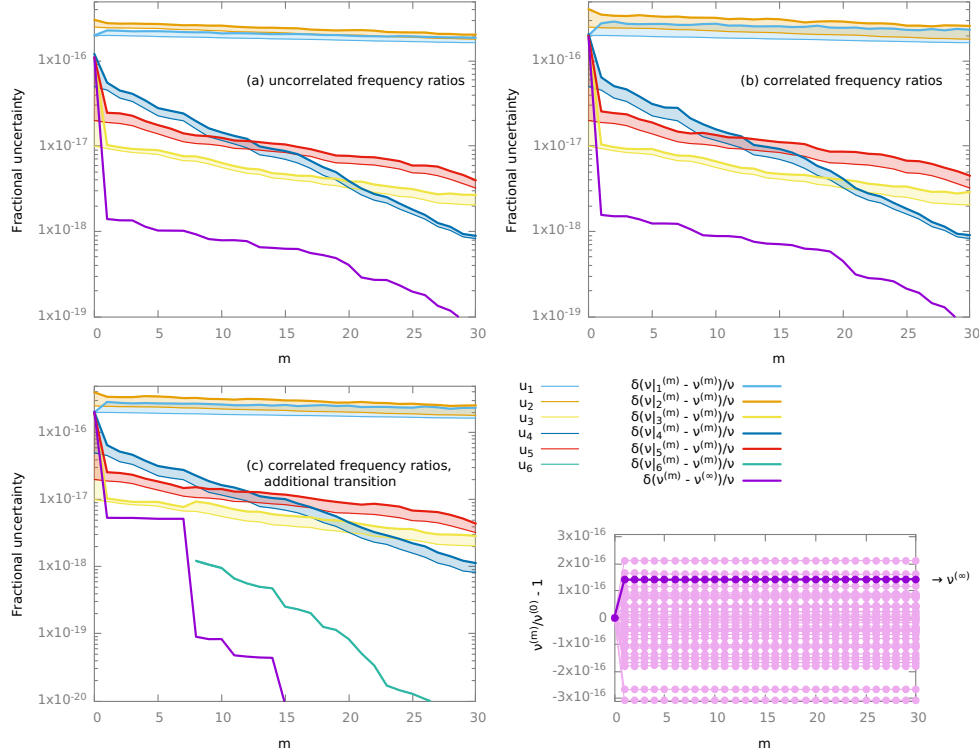 1x10-16
1x10-17
1x10-18
1x10-19
Fractional uncertainty
(a) uncorrelated frequency ratios
0 5 10 15 20 25 30
m
1x10-16
1x10-17
1x10-18
1x10-19
Fractional uncertainty
(b) correlated frequency ratios
0 5 10 15 20 25 30
m
1x10-16
1x10-17
1x10-18
1x10-19
1x10-20
Fractional uncertainty
(c) correlated frequency ratios,
additional transition
0 5 10 15 20 25 30
m
u1
u2
u3
u4
u5
u6
δ(ν|1(m) - ν(m))/ν
δ(ν|2(m) - ν(m))/ν
δ(ν|3(m) - ν(m))/ν
δ(ν|4(m) - ν(m))/ν
δ(ν|5(m) - ν(m))/ν
δ(ν|6(m) - ν(m))/ν
δ(ν(m) - ν(∞))/ν
3x10-16
2x10-16
1x10-16
0
-1x10-16
-2x10-16
-3x10-16
ν(m)/ν(0) - 1
→ ν(∞)
0 5 10 15 20 25 30
m